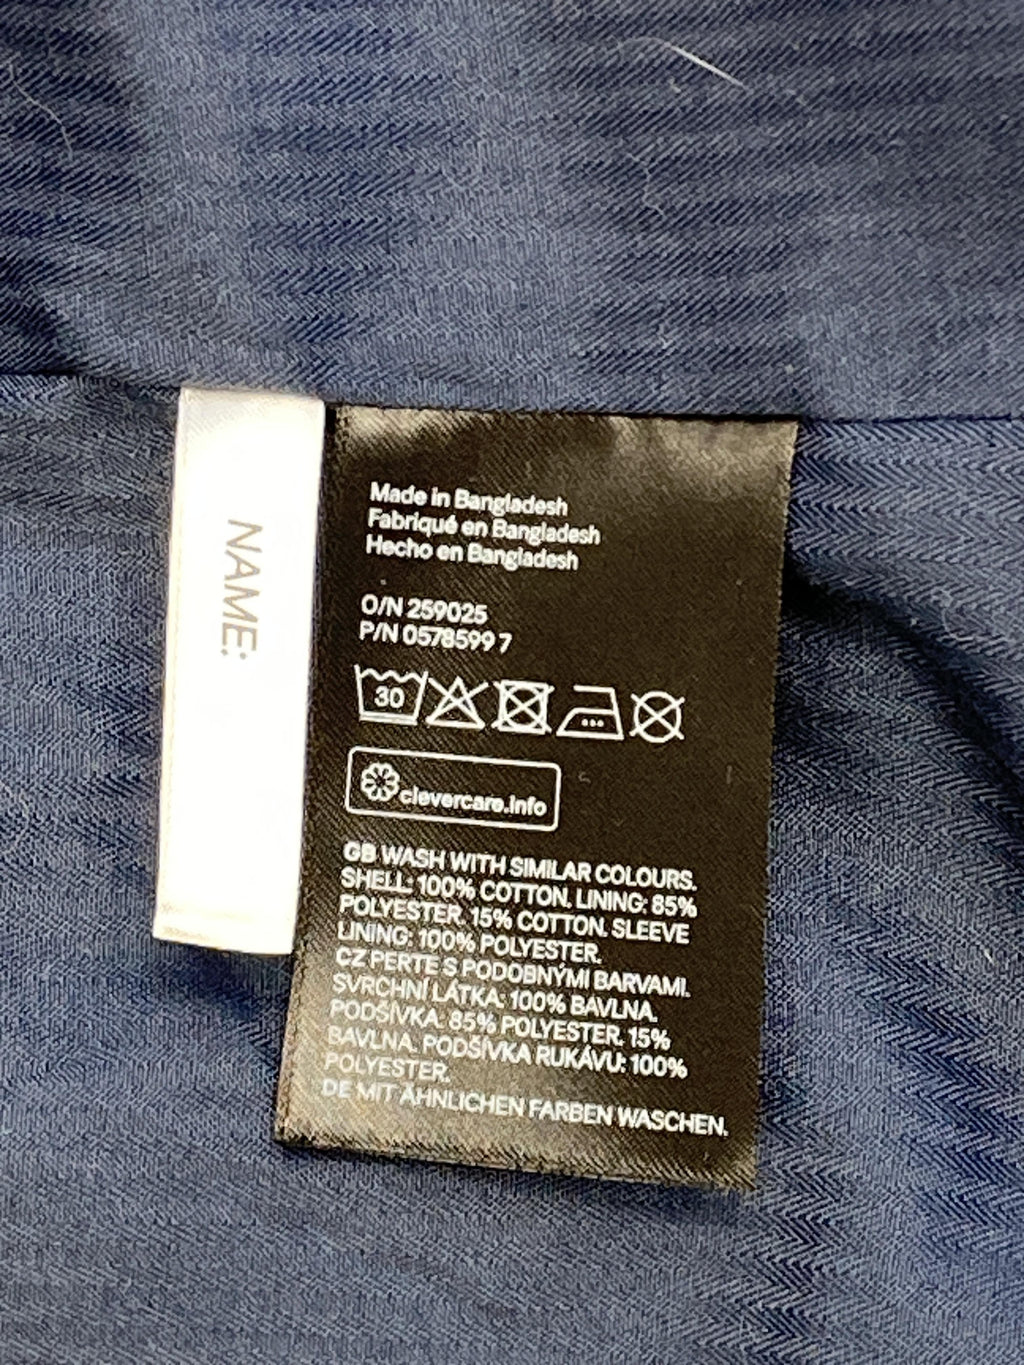 NAME:
Made in Bangladesh
Fabriqué en Bangladesh
Hecho en Bangladesh
O/N 259025
P/N 0578599 7
30
clevercare.info
GB WASH WITH SIMILAR COLOURS.
SHELL: 100% COTTON. LINING: 85%
POLYESTER. 15% COTTON. SLEEVE
LINING: 100% POLYESTER.
CZ PERTE S PODOBNÝMI BARVAMI.
SVRCHNÍ LÁTKA: 100% BAVLNA.
PODŠÍVKA: 85% POLYESTER. 15%
BAVLNA. PODŠÍVKA RUKÁVU: 100%
POLYESTER.
DE MIT ÄHNLICHEN FARBEN WASCHEN.